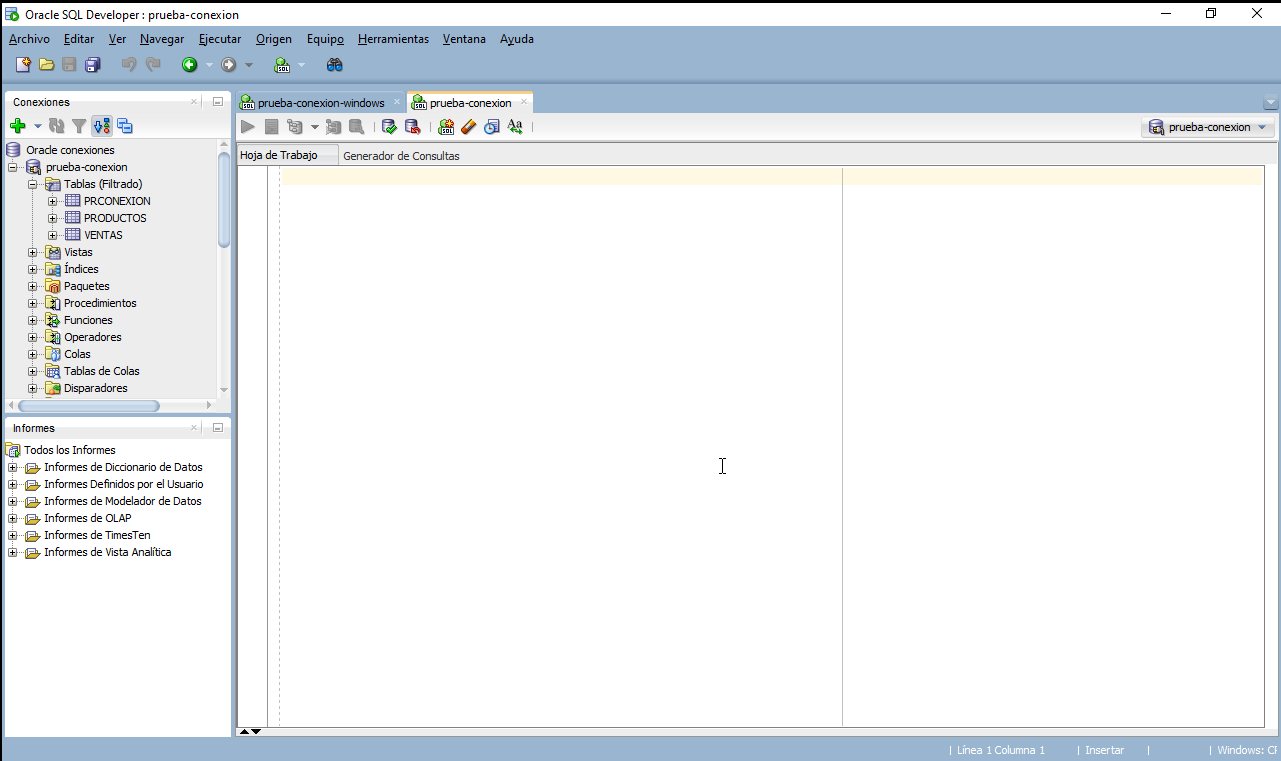 Oracle SQL Developer : prueba-conexion
Archivo Editar Ver Navegar Ejecutar Origen Equipo Herramientas Ventana Ayuda
Conexiones
Oracle conexiones
prueba-conexion
Tablas (Filtrado)
PRCONEXION
PRODUCTOS
VENTAS
Vistas
Índices
Paquetes
Procedimientos
Funciones
Operadores
Colas
Tablas de Colas
Disparadores
Informes
Todos los Informes
Informes de Diccionario de Datos
Informes Definidos por el Usuario
Informes de Modelador de Datos
Informes de OLAP
Informes de TimesTen
Informes de Vista Analítica
prueba-conexion-windows prueba-conexion
prueba-conexion
Hoja de Trabajo Generador de Consultas
| Línea 1 Columna 1 | Insertar | | Windows: